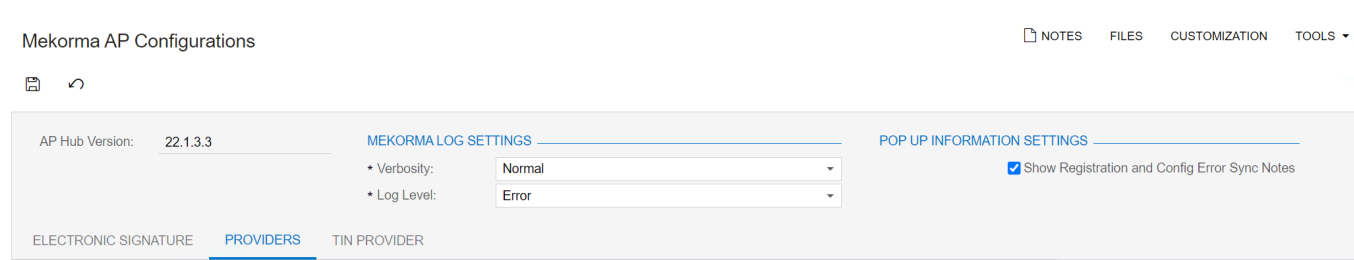 Mekorma AP Configurations
NOTES FILES CUSTOMIZATION TOOLS
AP Hub Version: 22.1.3.3
MEKORMA LOG SETTINGS
* Verbosity: Normal
* Log Level: Error
POP UP INFORMATION SETTINGS
Show Registration and Config Error Sync Notes
ELECTRONIC SIGNATURE PROVIDERS TIN PROVIDER